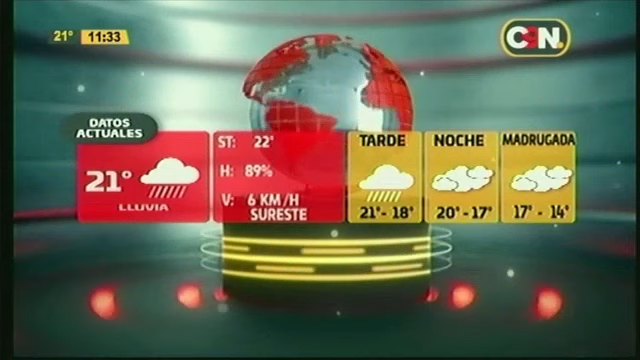 21° 11:33
C9N.
DATOS
ACTUALES
21°
LLUVIA
ST: 22°
H: 89%
V: 6 KM/H
SURESTE
TARDE
21°- 18°
NOCHE
20°-17°
MADRUGADA
17° - 14°